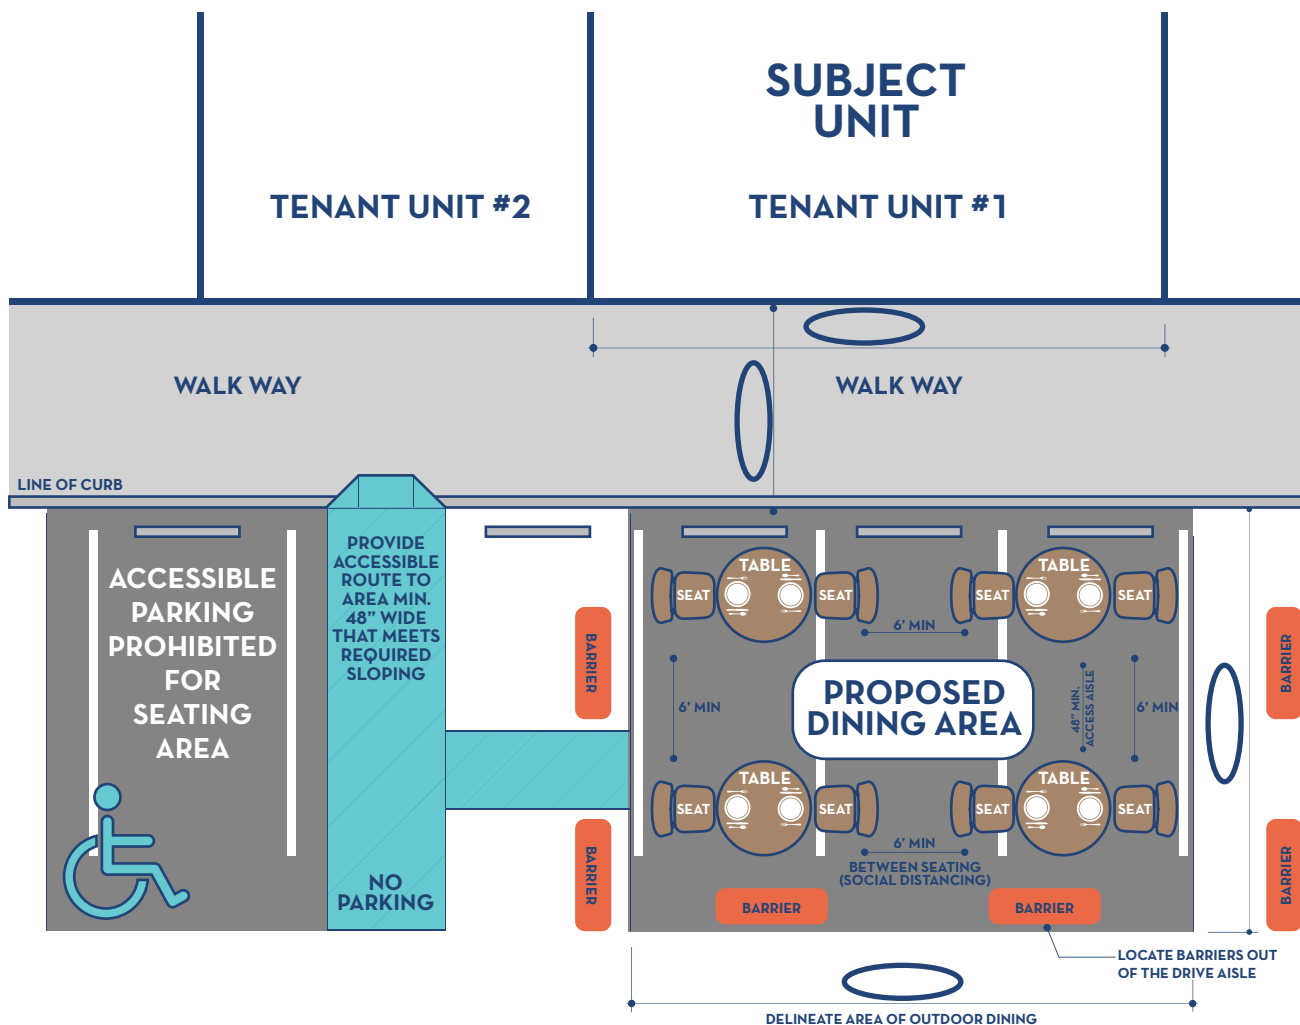 SUBJECT
UNIT
TENANT UNIT #2
TENANT UNIT #1
WALK WAY
WALK WAY
LINE OF CURB
ACCESSIBLE
PARKING
PROHIBITED
FOR
SEATING
AREA
PROVIDE
ACCESSIBLE
ROUTE TO
AREA MIN.
48” WIDE
THAT MEETS
REQUIRED
SLOPING
NO
PARKING
BARRIER
BARRIER
TABLE
SEAT
SEAT
TABLE
SEAT
SEAT
6’ MIN
6’ MIN
PROPOSED
DINING AREA
48” MIN.
ACCESS AISLE
6’ MIN
TABLE
SEAT
SEAT
TABLE
SEAT
SEAT
6’ MIN
BETWEEN SEATING
(SOCIAL DISTANCING)
BARRIER
BARRIER
BARRIER
BARRIER
LOCATE BARRIERS OUT
OF THE DRIVE AISLE
DELINEATE AREA OF OUTDOOR DINING